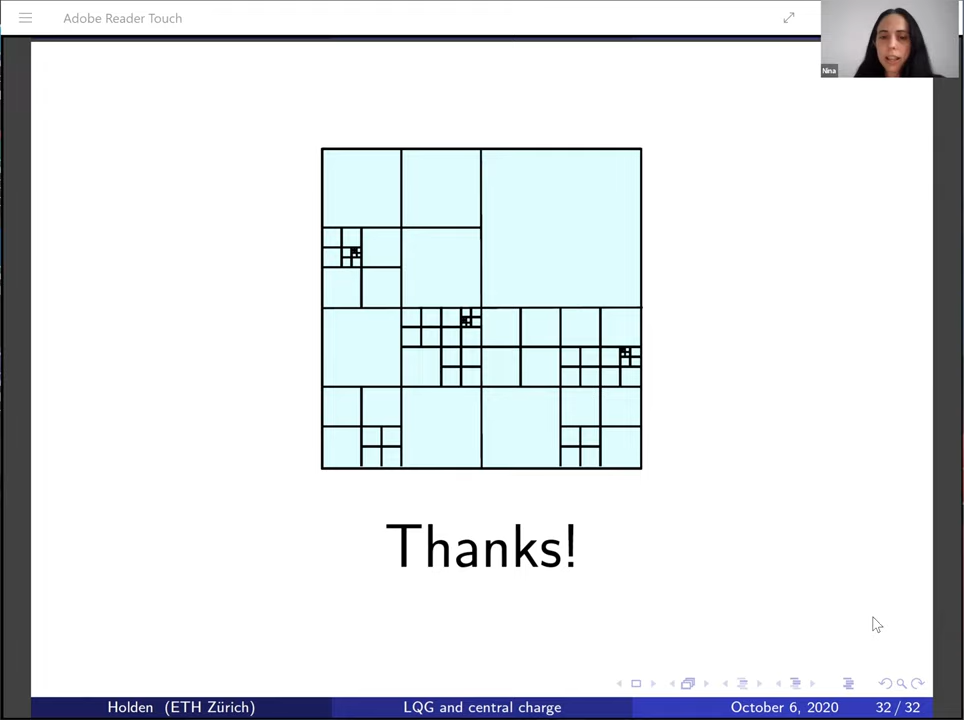 Adobe Reader Touch
Nina
Thanks!
Holden (ETH Zürich) LQG and central charge October 6, 2020 32 / 32